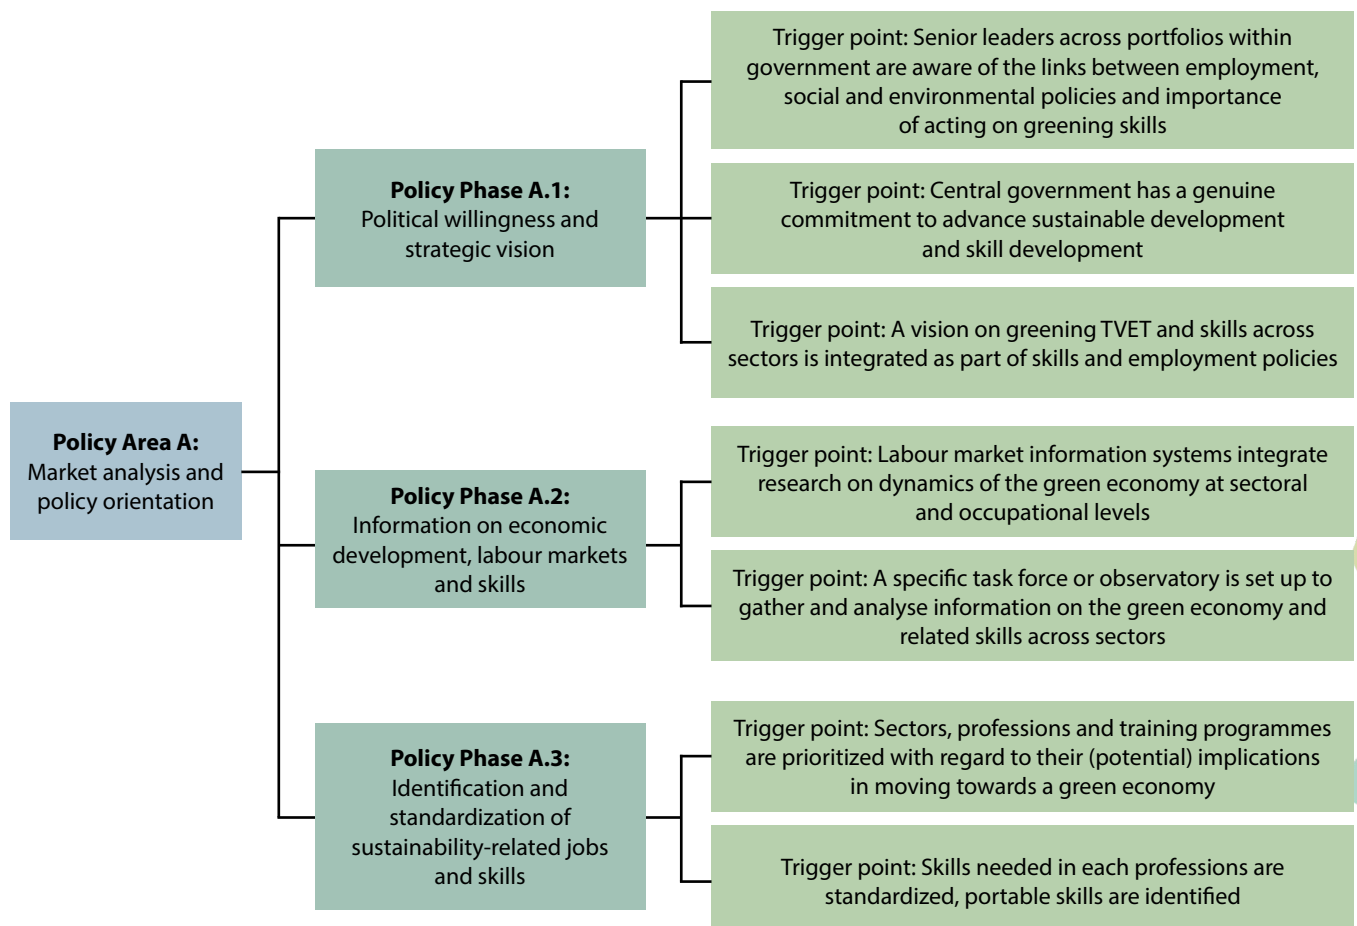 Policy Area A:
Market analysis and
policy orientation
Policy Phase A.1:
Political willingness and
strategic vision
Trigger point: Senior leaders across portfolios within
government are aware of the links between employment,
social and environmental policies and importance
of acting on greening skills
Trigger point: Central government has a genuine
commitment to advance sustainable development
and skill development
Trigger point: A vision on greening TVET and skills across
sectors is integrated as part of skills and employment policies
Policy Phase A.2:
Information on economic
development, labour markets
and skills
Trigger point: Labour market information systems integrate
research on dynamics of the green economy at sectoral
and occupational levels
Trigger point: A specific task force or observatory is set up to
gather and analyse information on the green economy and
related skills across sectors
Policy Phase A.3:
Identification and
standardization of
sustainability-related jobs
and skills
Trigger point: Sectors, professions and training programmes
are prioritized with regard to their (potential) implications
in moving towards a green economy
Trigger point: Skills needed in each professions are
standardized, portable skills are identified